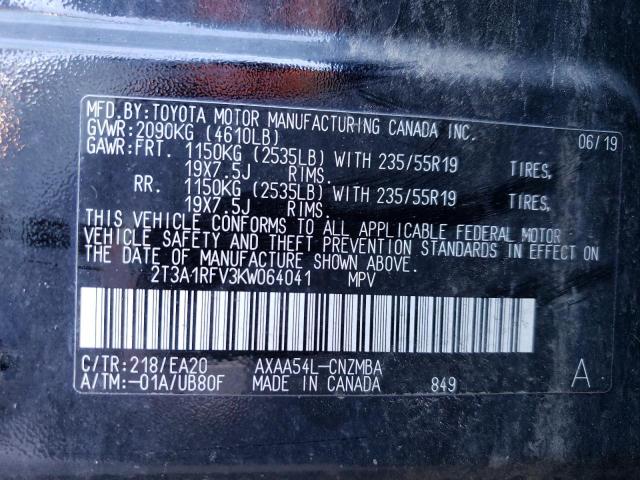 MFD.BY:TOYOTA MOTOR MANUFACTURING CANADA INC.
GVWR:2090KG (4610LB) 06/19
GAWR:FRT. 1150KG (2535LB) WITH 235/55R19 TIRES,
19X7.5J RIMS.
RR. 1150KG (2535LB) WITH 235/55R19 TIRES,
19X7.5J RIMS.
THIS VEHICLE CONFORMS TO ALL APPLICABLE FEDERAL MOTOR
VEHICLE SAFETY AND THEFT PREVENTION STANDARDS IN EFFECT ON
THE DATE OF MANUFACTURE SHOWN ABOVE.
2T3A1RFV3KW064041 MPV
C/TR:218/EA20 AXAA54L-CNZMBA
A/TM:-01A/UB80F MADE IN CANADA 849 A